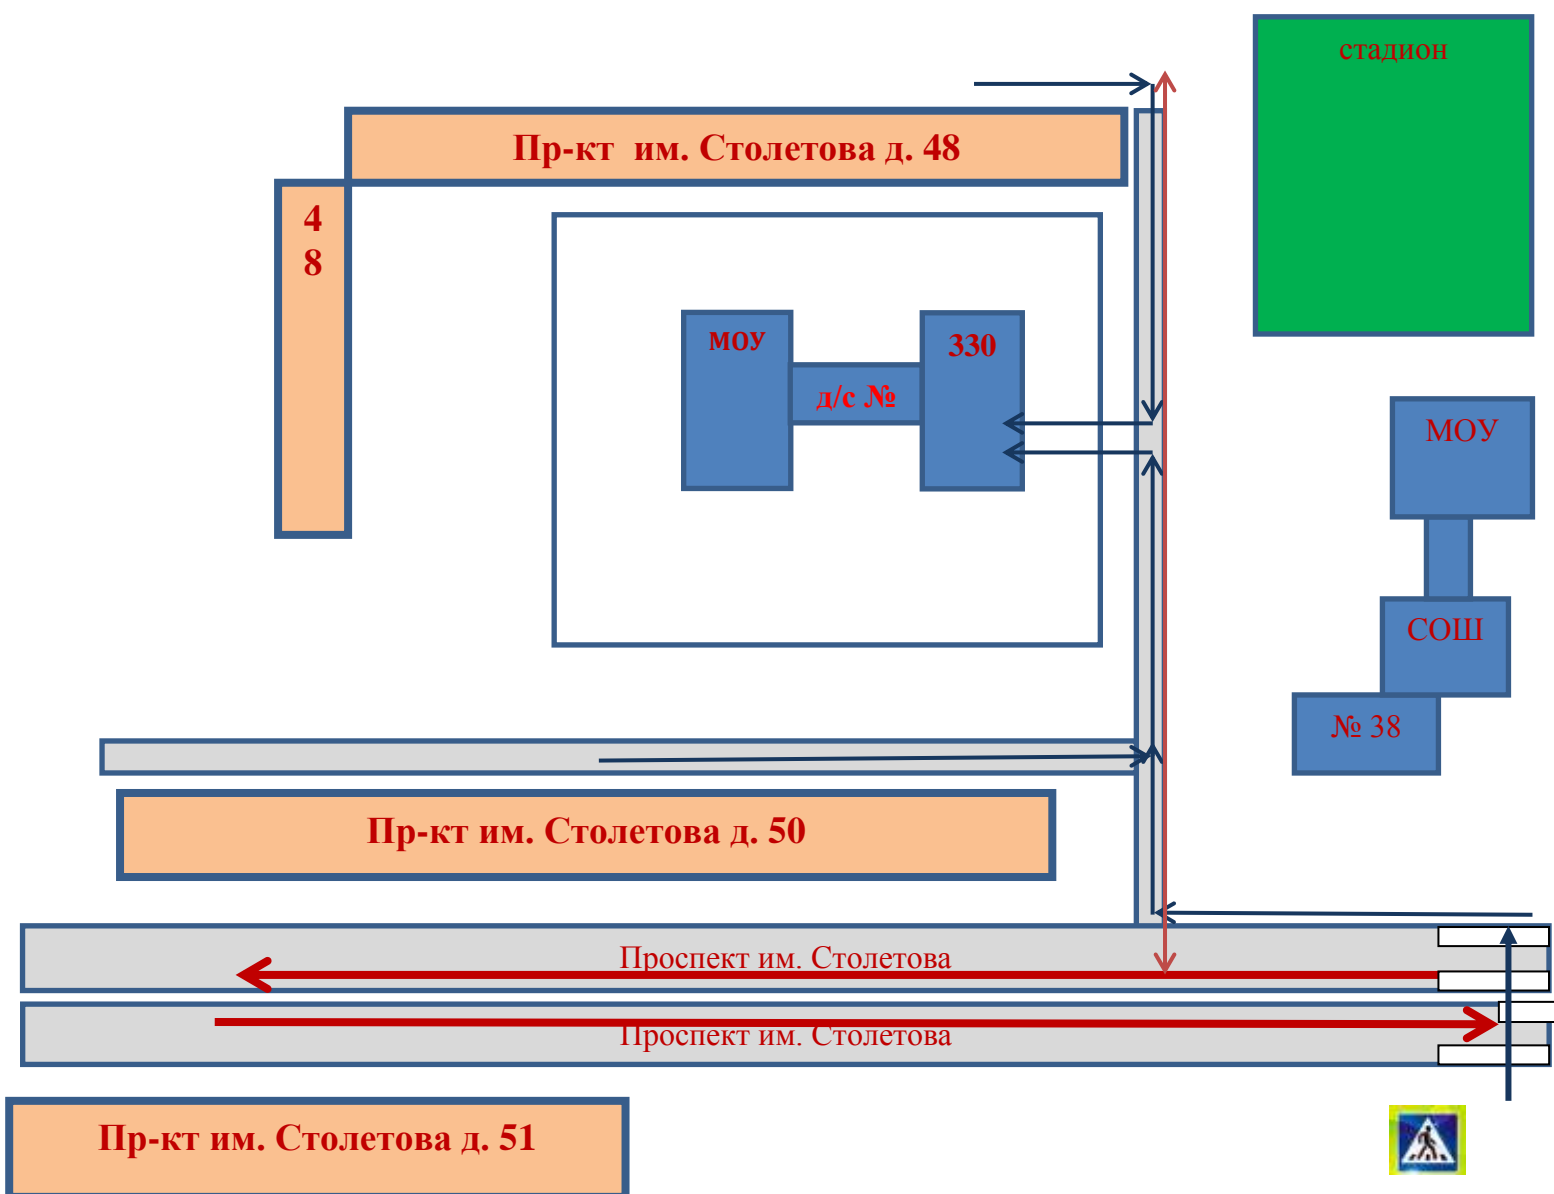 стадион
Пр-кт им. Столетова д. 48
4
8
МОУ
330
д/с №
МОУ
СОШ
№ 38
Пр-кт им. Столетова д. 50
Проспект им. Столетова
Проспект им. Столетова
Пр-кт им. Столетова д. 51